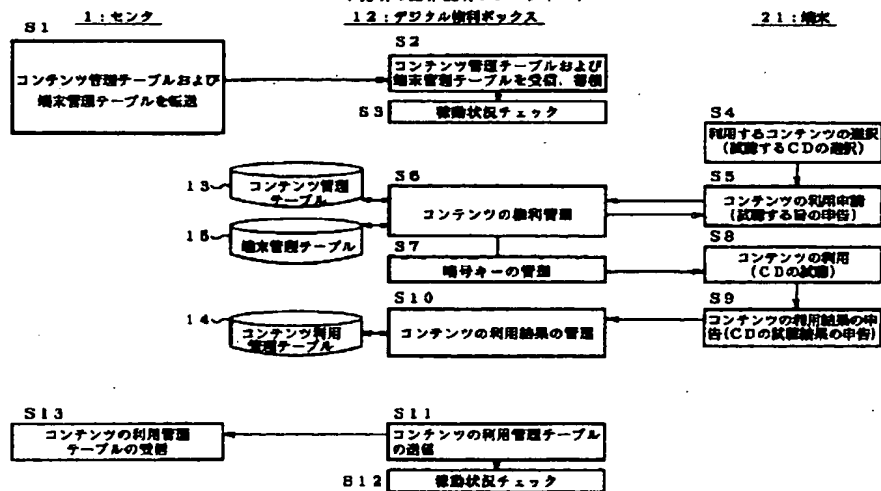 1:センタ
12:デジタル権利ボックス
21:端末
S1
コンテンツ管理テーブルおよび
端末管理テーブルを転送
S2
コンテンツ管理テーブルおよび
端末管理テーブルを受信、蓄積
S3
稼動状況チェック
S4
利用するコンテンツの選択
(試聴するCDの選択)
S5
コンテンツの利用申請
(試聴する旨の申告)
S6
コンテンツの権利管理
13
コンテンツ管理
テーブル
15
端末管理テーブル
S7
暗号キーの管理
S8
コンテンツの利用
(CDの試聴)
S9
コンテンツの利用結果の申
告(CDの試聴結果の申告)
S10
コンテンツの利用結果の管理
14
コンテンツ利用
管理テーブル
S13
コンテンツの利用管理
テーブルの受信
S11
コンテンツの利用管理テーブル
の送信
S12
稼動状況チェック